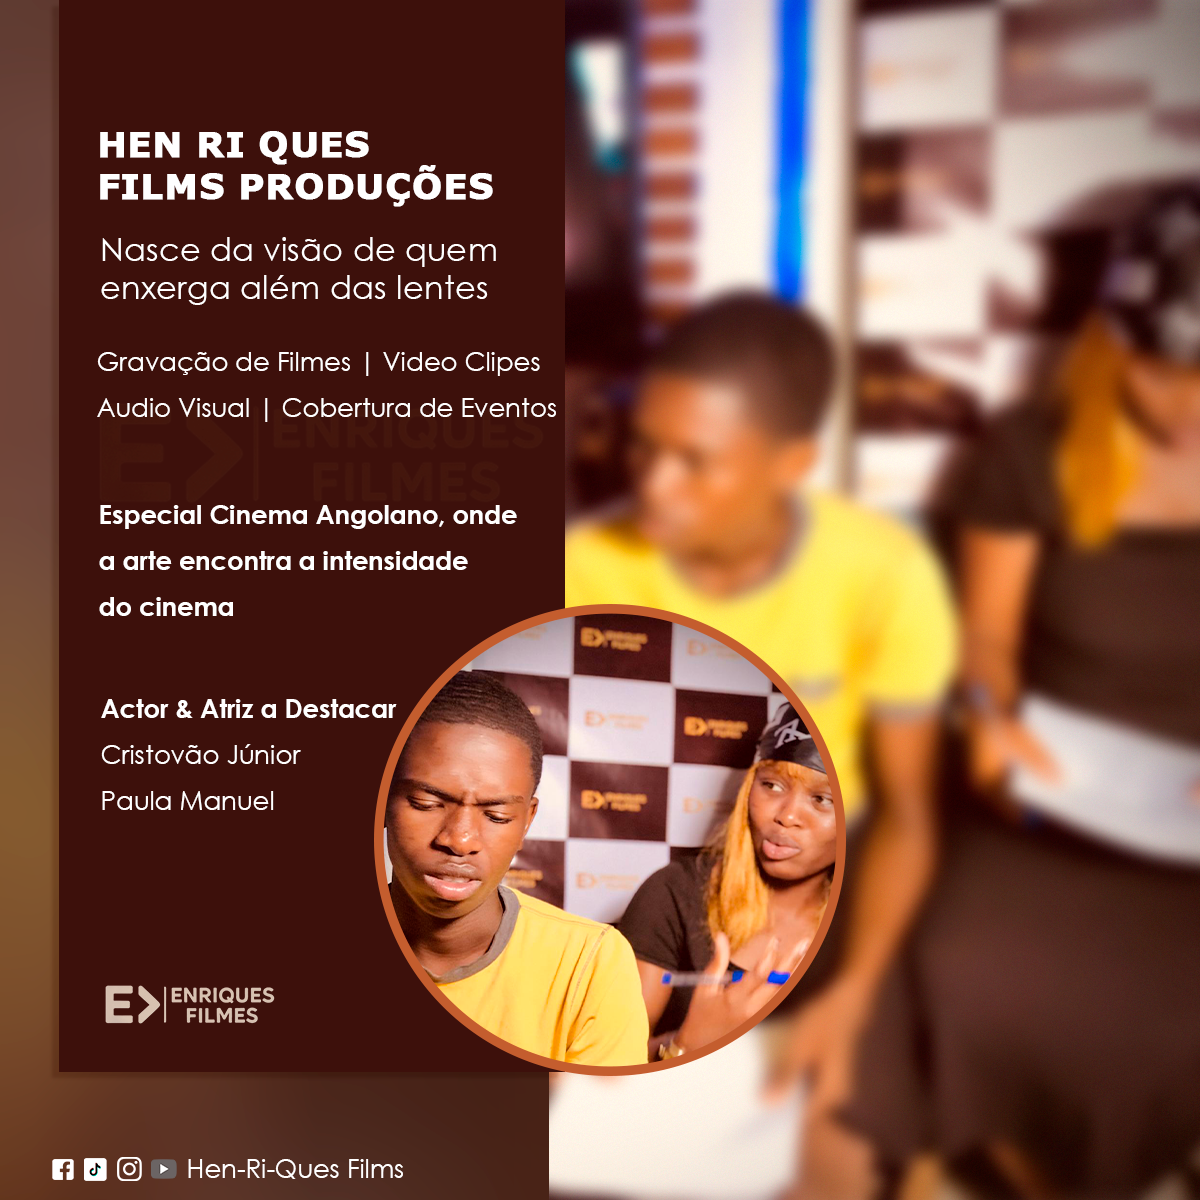 HEN RI QUES
FILMS PRODUÇÕES
Nasce da visão de quem
enxerga além das lentes
Gravação de Filmes | Video Clipes
Audio Visual | Cobertura de Eventos
ENRIQUES
FILMES
Especial Cinema Angolano, onde
a arte encontra a intensidade
do cinema
Actor & Atriz a Destacar
Cristovão Júnior
Paula Manuel
ENRIQUES
FILMES
Hen-Ri-Ques Films